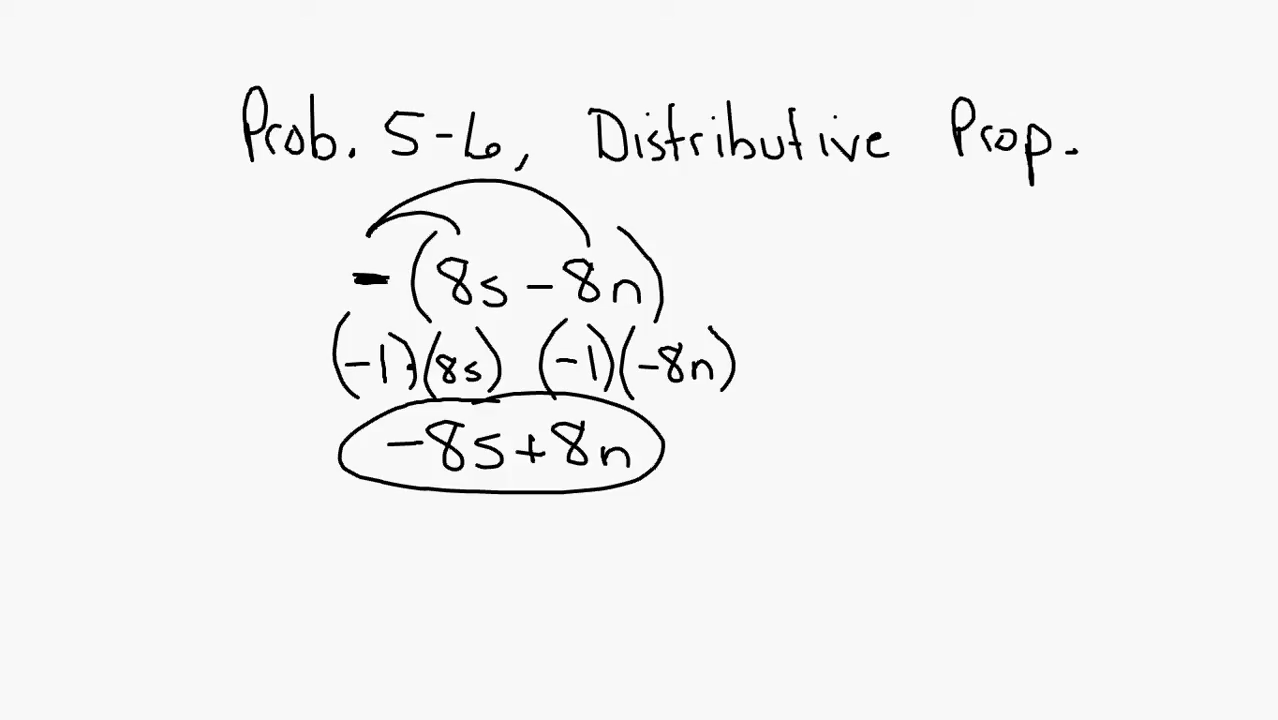 Prob. 5-6, Distributive Prop.
-(8s-8n)
(-1)·(8s) (-1)(-8n)
-8s+8n